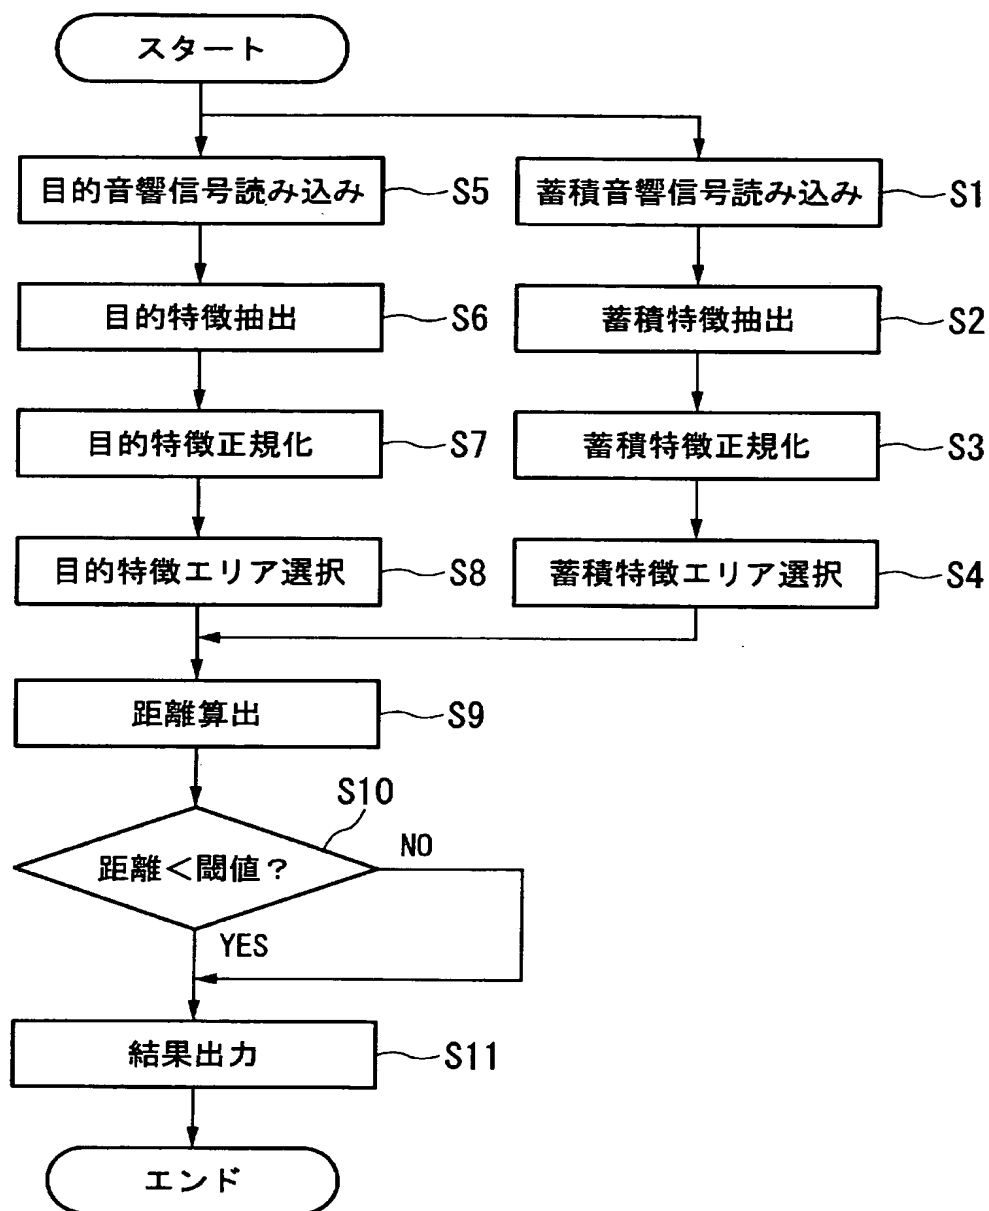 スタート
目的音響信号読み込み
S5
蓄積音響信号読み込み
S1
目的特徴抽出
S6
蓄積特徴抽出
S2
目的特徴正規化
S7
蓄積特徴正規化
S3
目的特徴エリア選択
S8
蓄積特徴エリア選択
S4
距離算出
S9
S10
距離<閾値?
NO
YES
結果出力
S11
エンド